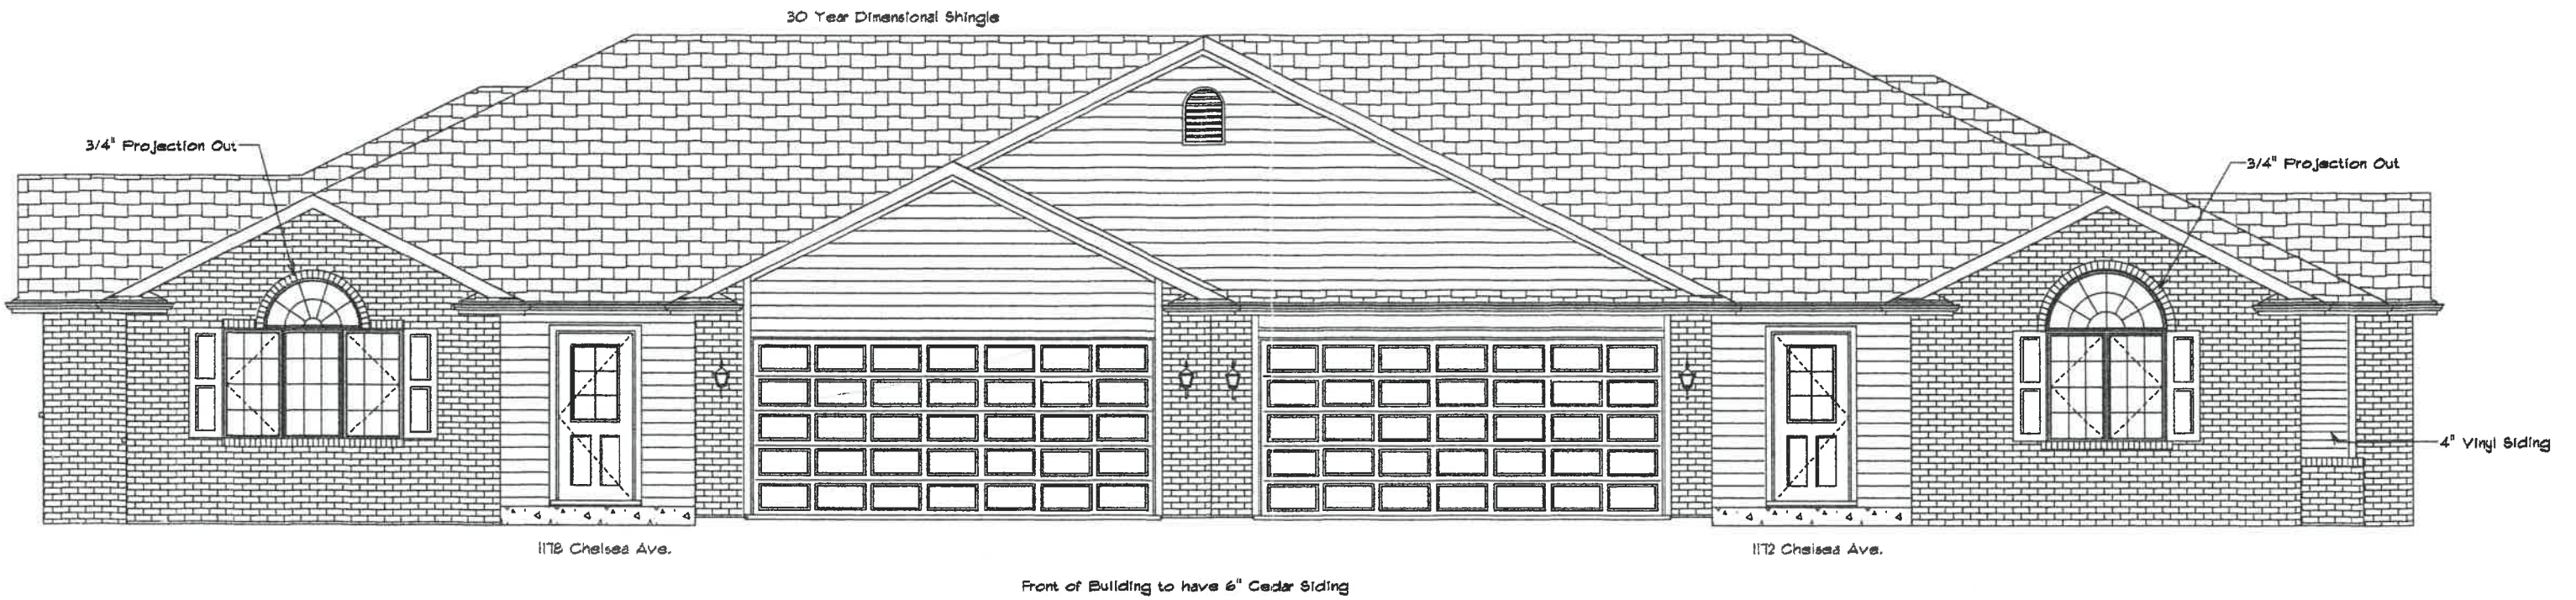 30 Year Dimensional Shingle
3/4" Projection Out
3/4" Projection Out
4" Vinyl Siding
1178 Chelsea Ave.
1172 Chelsea Ave.
Front of Building to have 6" Cedar Siding